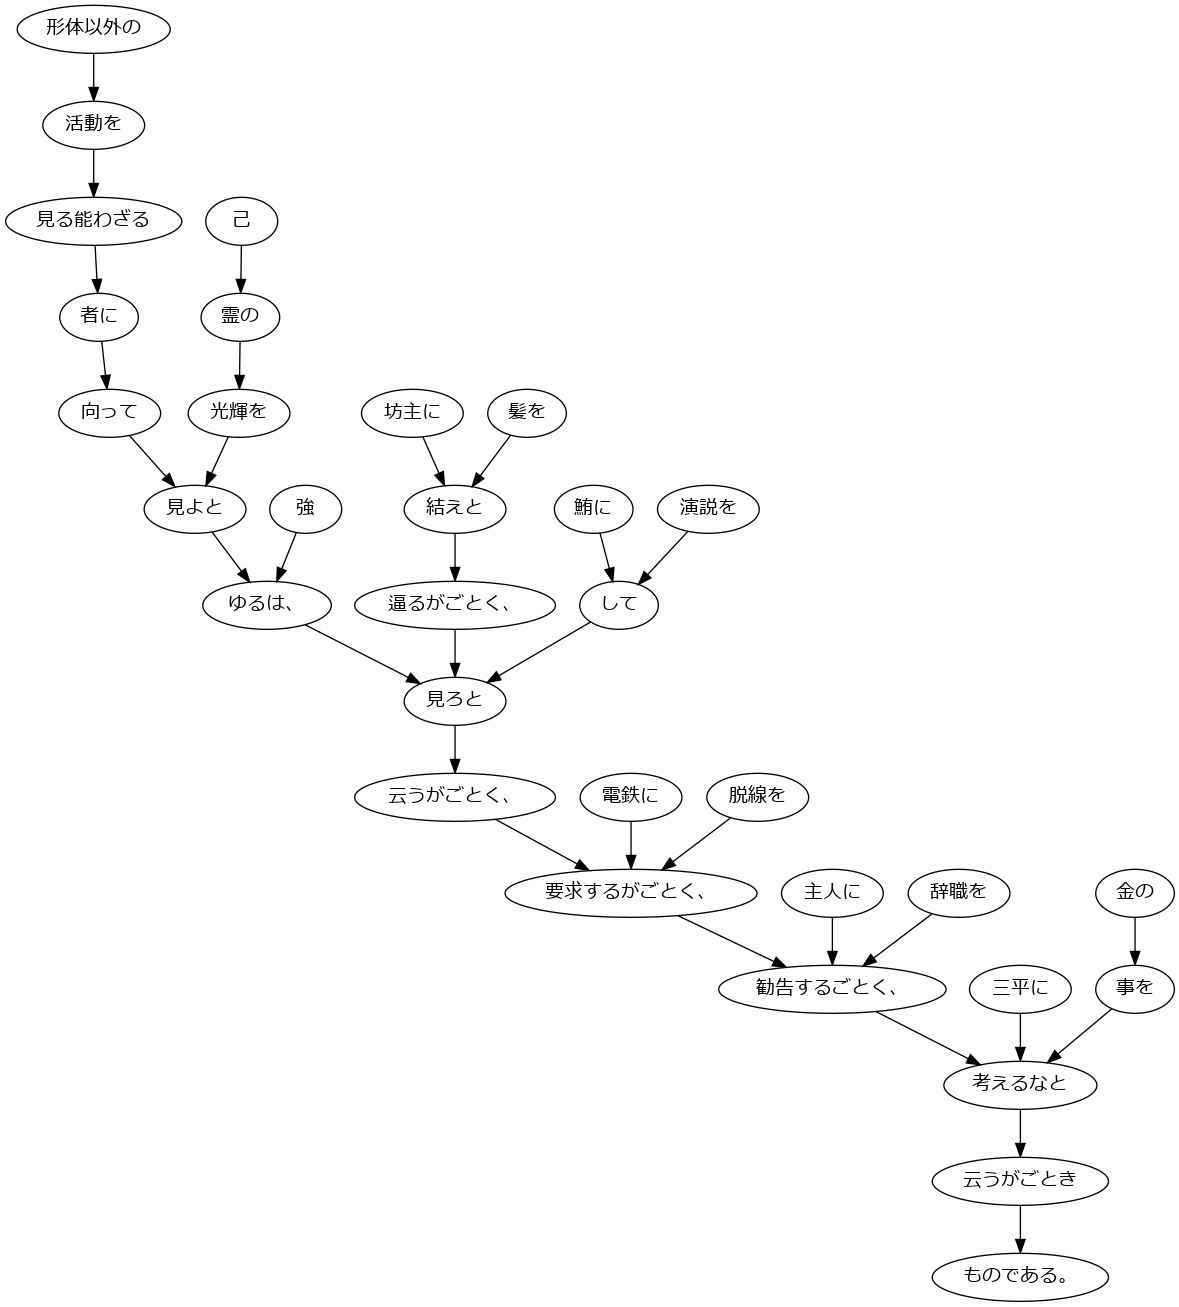 形体以外の
活動を
見る能わざる
己
者に
霊の
向って
光輝を
坊主に
髪を
見よと
強
結えと
鮪に
演説を
ゆるは、
逼るがごとく、
して
見ろと
云うがごとく、
電鉄に
脱線を
要求するがごとく、
主人に
辞職を
金の
勧告するごとく、
三平に
事を
考えるなと
云うがごとき
ものである。